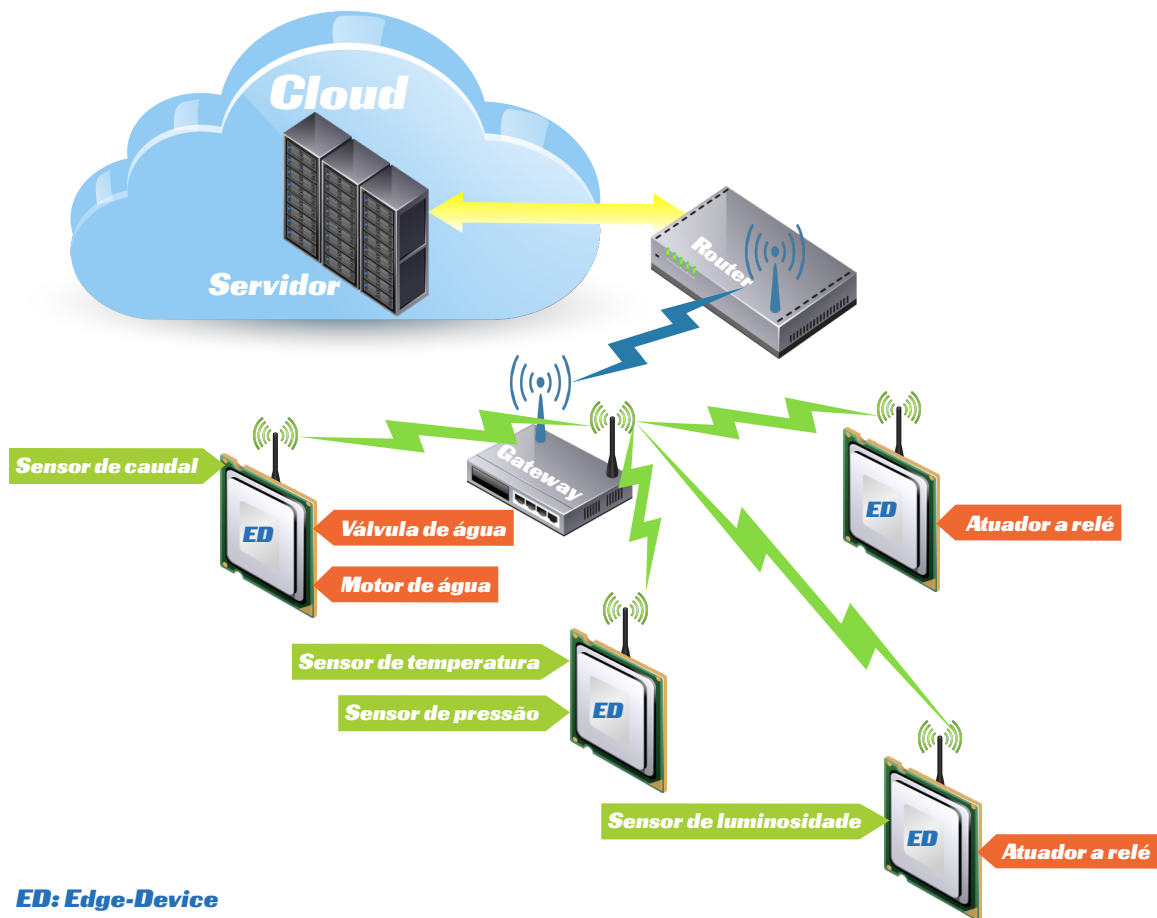 Cloud
Servidor
Router
Gateway
Sensor de caudal
ED
Válvula de água
Motor de água
ED
Atuador a relé
Sensor de temperatura
Sensor de pressão
ED
Sensor de luminosidade
ED
Atuador a relé
ED: Edge-Device